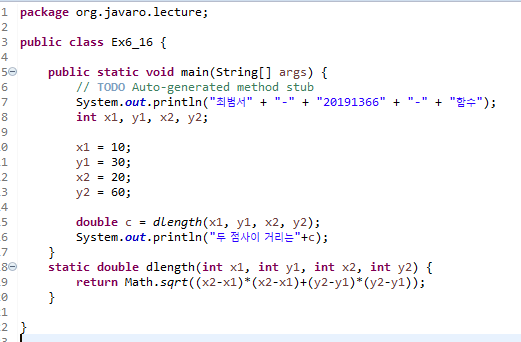 1 package org.javaro.lecture;
2
3 public class Ex6_16 {
4
5 public static void main(String[] args) {
6 // TODO Auto-generated method stub
7 System.out.println("최범서" + "-" + "20191366" + "-" + "함수");
8 int x1, y1, x2, y2;
9
0 x1 = 10;
1 y1 = 30;
2 x2 = 20;
3 y2 = 60;
4
5 double c = dlength(x1, y1, x2, y2);
6 System.out.println("두 점사이 거리는"+c);
7 }
8 static double dlength(int x1, int y1, int x2, int y2) {
9 return Math.sqrt((x2-x1)*(x2-x1)+(y2-y1)*(y2-y1));
0 }
1
2 }
3